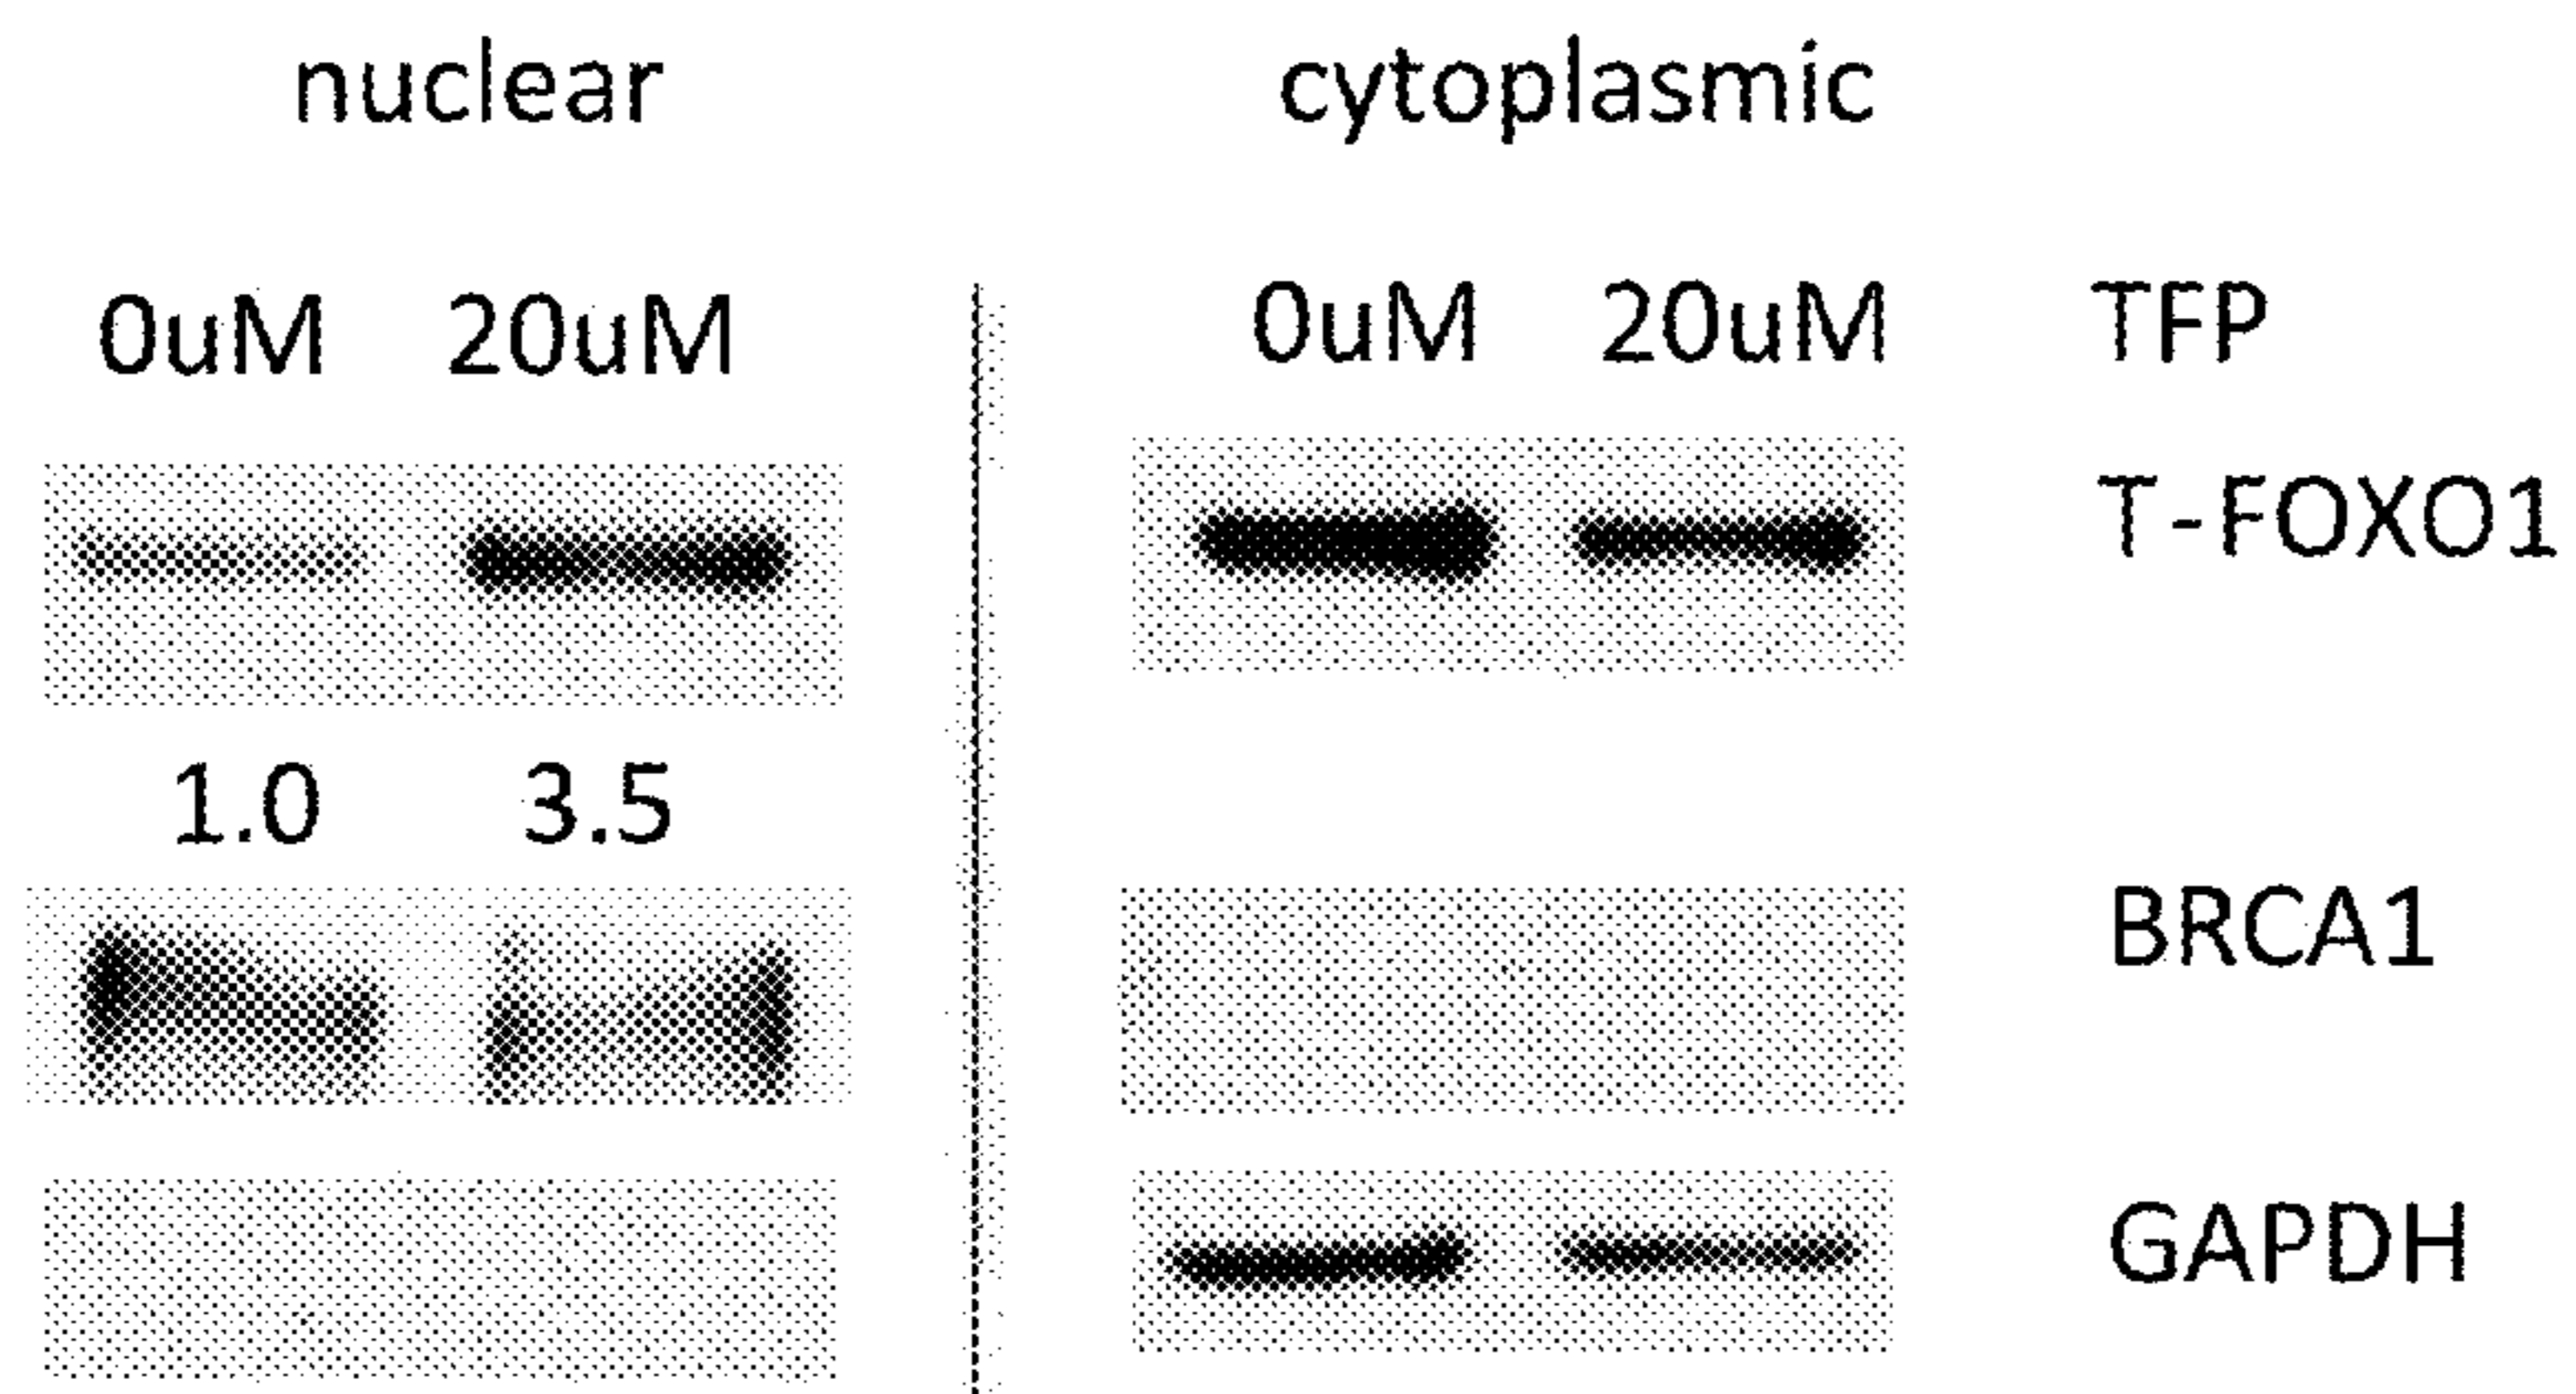 nuclear cytoplasmic
0uM 20uM 0uM 20uM TFP
T-FOXO1
1.0 3.5
BRCA1
GAPDH